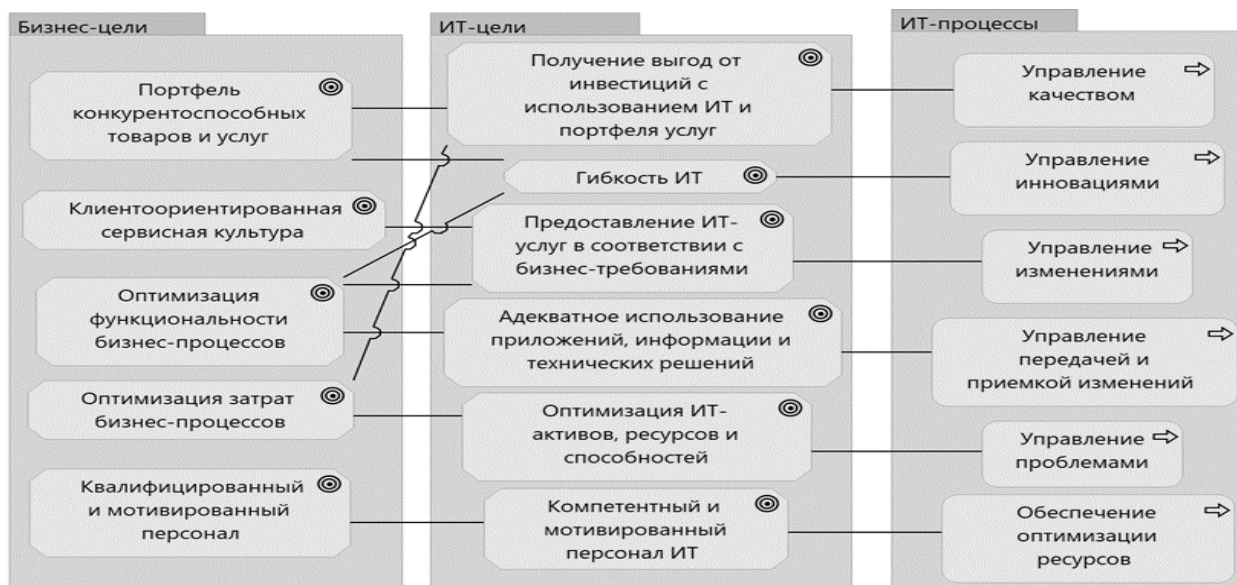 Бизнес-цели
Портфель
конкурентоспособных
товаров и услуг
Клиентоориентированная
сервисная культура
Оптимизация
функциональности
бизнес-процессов
Оптимизация затрат
бизнес-процессов
Квалифицированный
и мотивированный
персонал
ИТ-цели
Получение выгод от
инвестиций с
использованием ИТ и
портфеля услуг
Гибкость ИТ
Предоставление ИТ-
услуг в соответствии с
бизнес-требованиями
Адекватное использование
приложений, информации и
технических решений
Оптимизация ИТ-
активов, ресурсов и
способностей
Компетентный и
мотивированный
персонал ИТ
ИТ-процессы
Управление
качеством
Управление
инновациями
Управление
изменениями
Управление
передачей и
приемкой изменений
Управление
проблемами
Обеспечение
оптимизации
ресурсов